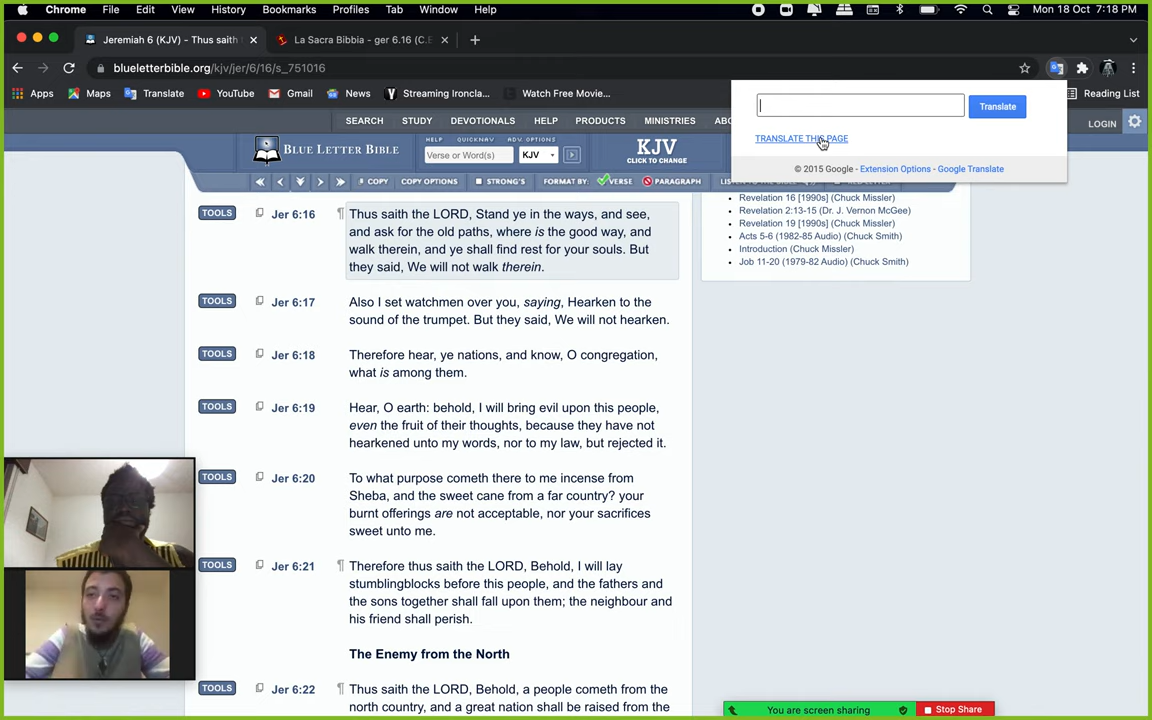 Chrome File Edit View History Bookmarks Profiles Tab Window Help Mon 18 Oct 7:18 PM
Jeremiah 6 (KJV) - Thus saith La Sacra Bibbia - ger 6.16 (C.E
blueletterbible.org/kjv/jer/6/16/s_751016
Apps Maps Translate YouTube Gmail News Streaming Ironcla... Watch Free Movie... Reading List
Translate
TRANSLATE THIS PAGE
© 2015 Google - Extension Options - Google Translate
SEARCH STUDY DEVOTIONALS HELP PRODUCTS MINISTRIES LOGIN
HELP QUICKNAV ADV OPTIONS
BLUE LETTER BIBLE Verse or Word(s) KJV KJV
CLICK TO CHANGE
COPY COPY OPTIONS STRONG'S FORMAT BY: VERSE PARAGRAPH
Revelation 16 [1990s] (Chuck Missler)
Revelation 2:13-15 (Dr. J. Vernon McGee)
Revelation 19 [1990s] (Chuck Missler)
Acts 5-6 (1982-85 Audio) (Chuck Smith)
Introduction (Chuck Missler)
Job 11-20 (1979-82 Audio) (Chuck Smith)
TOOLS Jer 6:16 ¶ Thus saith the LORD, Stand ye in the ways, and see,
and ask for the old paths, where is the good way, and
walk therein, and ye shall find rest for your souls. But
they said, We will not walk therein.
TOOLS Jer 6:17 Also I set watchmen over you, saying, Hearken to the
sound of the trumpet. But they said, We will not hearken.
TOOLS Jer 6:18 Therefore hear, ye nations, and know, O congregation,
what is among them.
TOOLS Jer 6:19 Hear, O earth: behold, I will bring evil upon this people,
even the fruit of their thoughts, because they have not
hearkened unto my words, nor to my law, but rejected it.
TOOLS Jer 6:20 To what purpose cometh there to me incense from
Sheba, and the sweet cane from a far country? your
burnt offerings are not acceptable, nor your sacrifices
sweet unto me.
TOOLS Jer 6:21 ¶ Therefore thus saith the LORD, Behold, I will lay
stumblingblocks before this people, and the fathers and
the sons together shall fall upon them; the neighbour and
his friend shall perish.
The Enemy from the North
TOOLS Jer 6:22 ¶ Thus saith the LORD, Behold, a people cometh from the
north country, and a great nation shall be raised from the
You are screen sharing Stop Share